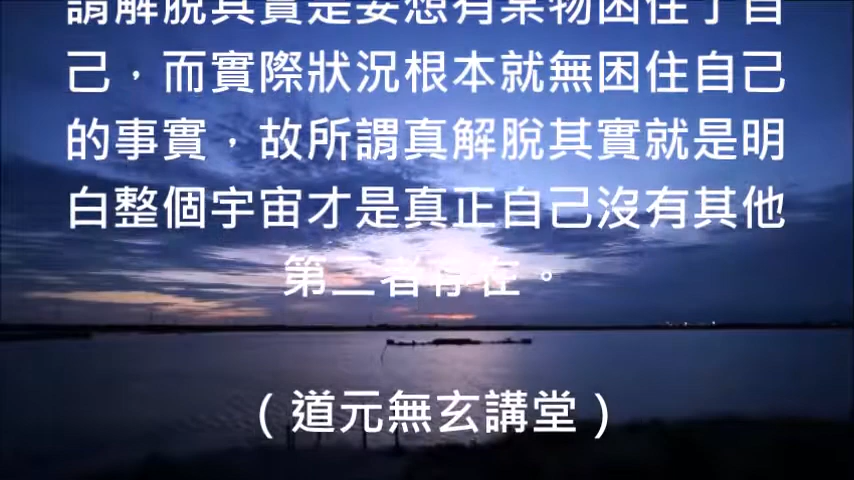 謂解脫其實是妄想有某物困住了自
己，而實際狀況根本就無困住自己
的事實，故所謂真解脫其實就是明
白整個宇宙才是真正自己沒有其他
第二者存在。
（道元無玄講堂）